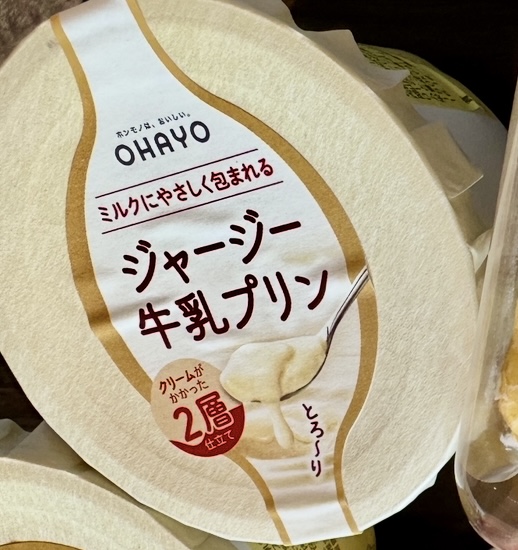 ホンモノは、おいしい。
OHAYO
ミルクにやさしく包まれる
ジャージー
牛乳プリン
クリームが
かかった
2層
仕立て
とろ〜り